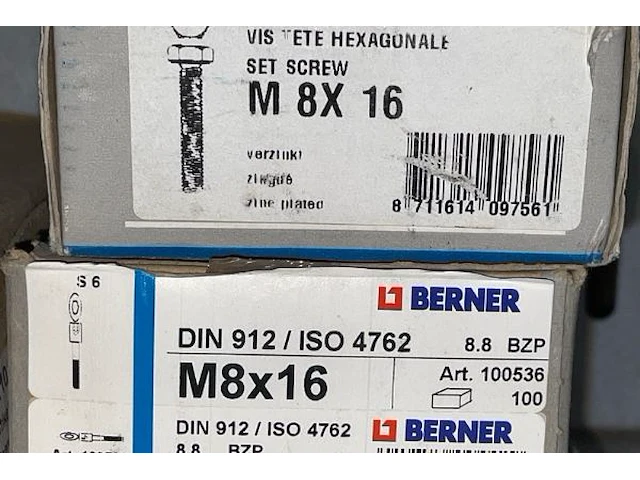 VIS TETE HEXAGONALE
SET SCREW
M 8X 16
verzinkt
zingué
zinc plated
8 711614 097561
S 6
BERNER
DIN 912 / ISO 4762 8.8 BZP
M8x16
Art. 100536
100
DIN 912 / ISO 4762
BERNER
8.8 BZP